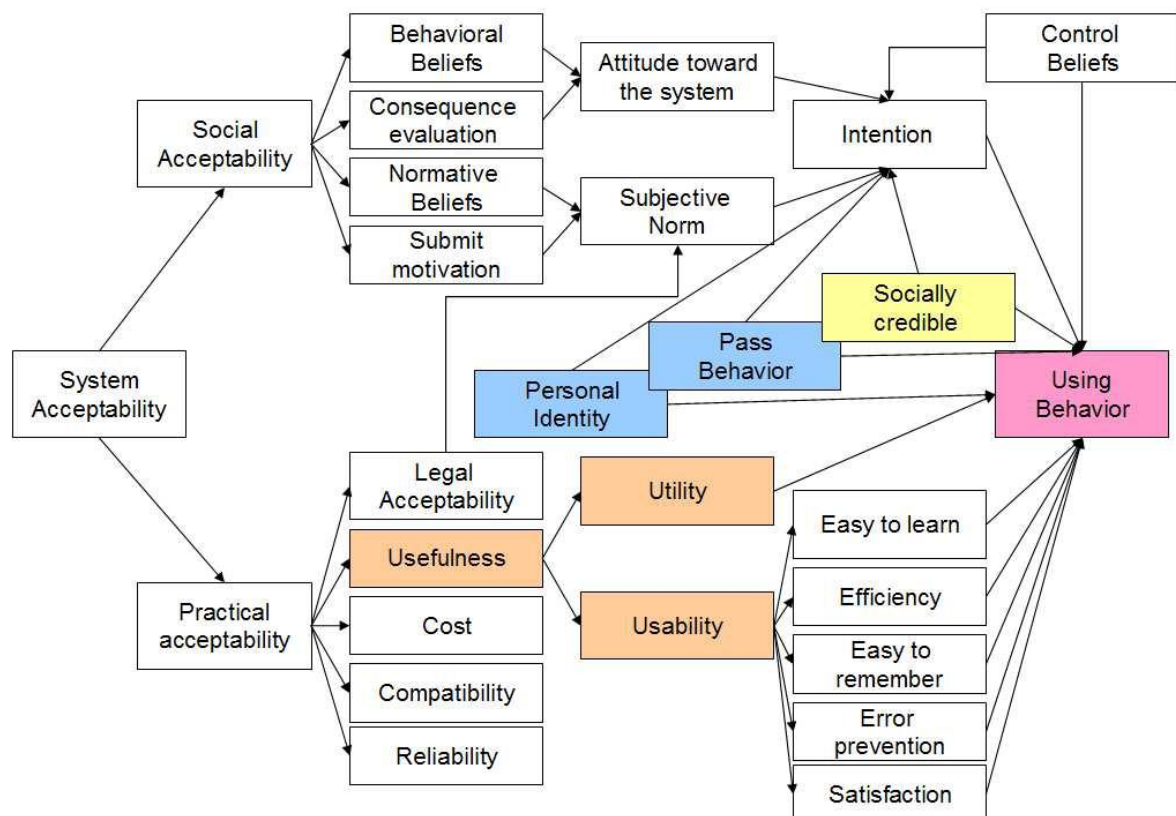 Behavioral
Beliefs
Control
Beliefs
Attitude toward
the system
Consequence
evaluation
Social
Acceptability
Intention
Normative
Beliefs
Subjective
Norm
Submit
motivation
Socially
credible
Pass
Behavior
System
Acceptability
Personal
Identity
Using
Behavior
Legal
Acceptability
Utility
Easy to learn
Usefulness
Practical
acceptability
Efficiency
Cost
Usability
Easy to
remember
Compatibility
Error
prevention
Reliability
Satisfaction